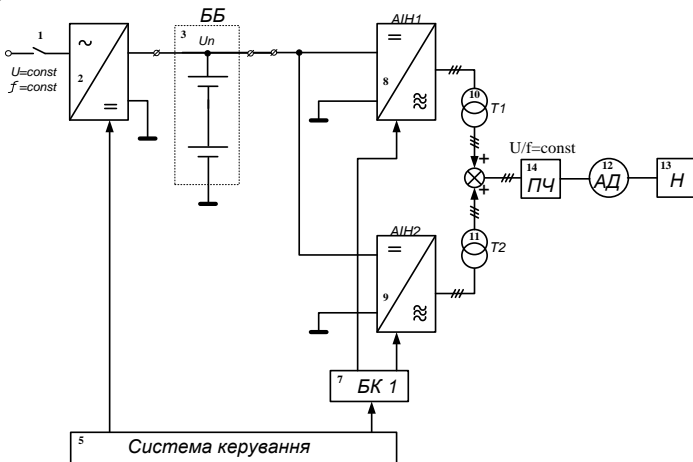 1
U=const
f=const
2
ББ
3
Un
АІН1
8
10
T1
+
+
U/f=const
14
ПЧ
12
АД
13
Н
11
T2
АІН2
9
7
БК 1
5
Система керування